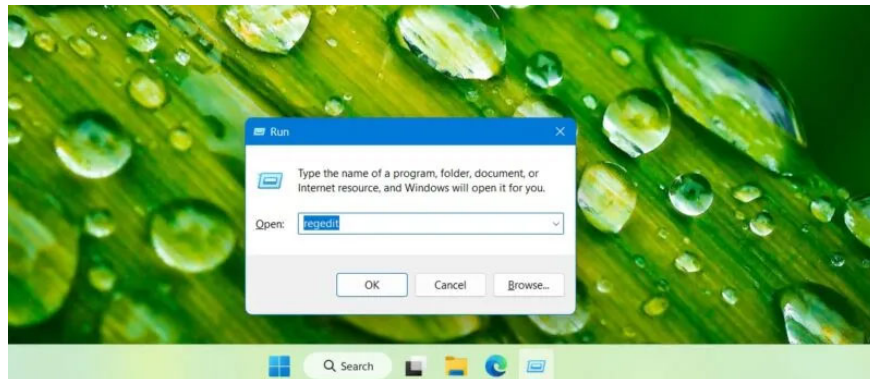 Run
Type the name of a program, folder, document, or
Internet resource, and Windows will open it for you.
Open: regedit
OK Cancel Browse...
Search